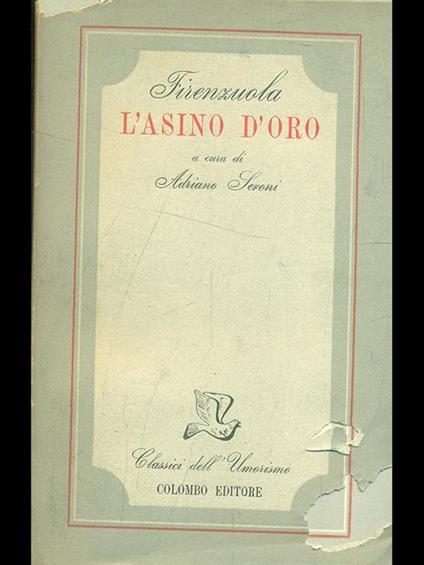 Firenzuola
L'ASINO D'ORO
a cura di
Adriano Seroni
Classici dell'Umorismo
COLOMBO EDITORE